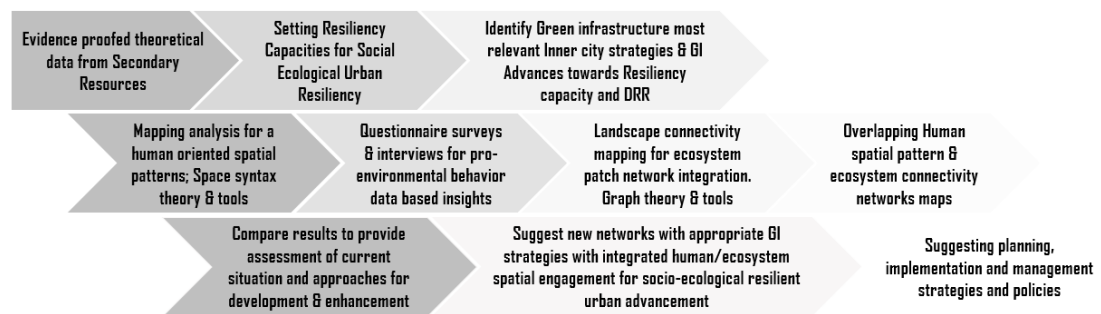 Evidence proofed theoretical
data from Secondary
Resources
Setting Resiliency
Capacities for Social
Ecological Urban
Resiliency
Identify Green infrastructure most
relevant Inner city strategies & GI
Advances towards Resiliency
capacity and DRR
Mapping analysis for a
human oriented spatial
patterns; Space syntax
theory & tools
Questionnaire surveys
& interviews for pro-
environmental behavior
data based insights
Landscape connectivity
mapping for ecosystem
patch network integration.
Graph theory & tools
Overlapping Human
spatial pattern &
ecosystem connectivity
networks maps
Compare results to provide
assessment of current
situation and approaches for
development & enhancement
Suggest new networks with appropriate GI
strategies with integrated human/ecosystem
spatial engagement for socio-ecological resilient
urban advancement
Suggesting planning,
implementation and management
strategies and policies